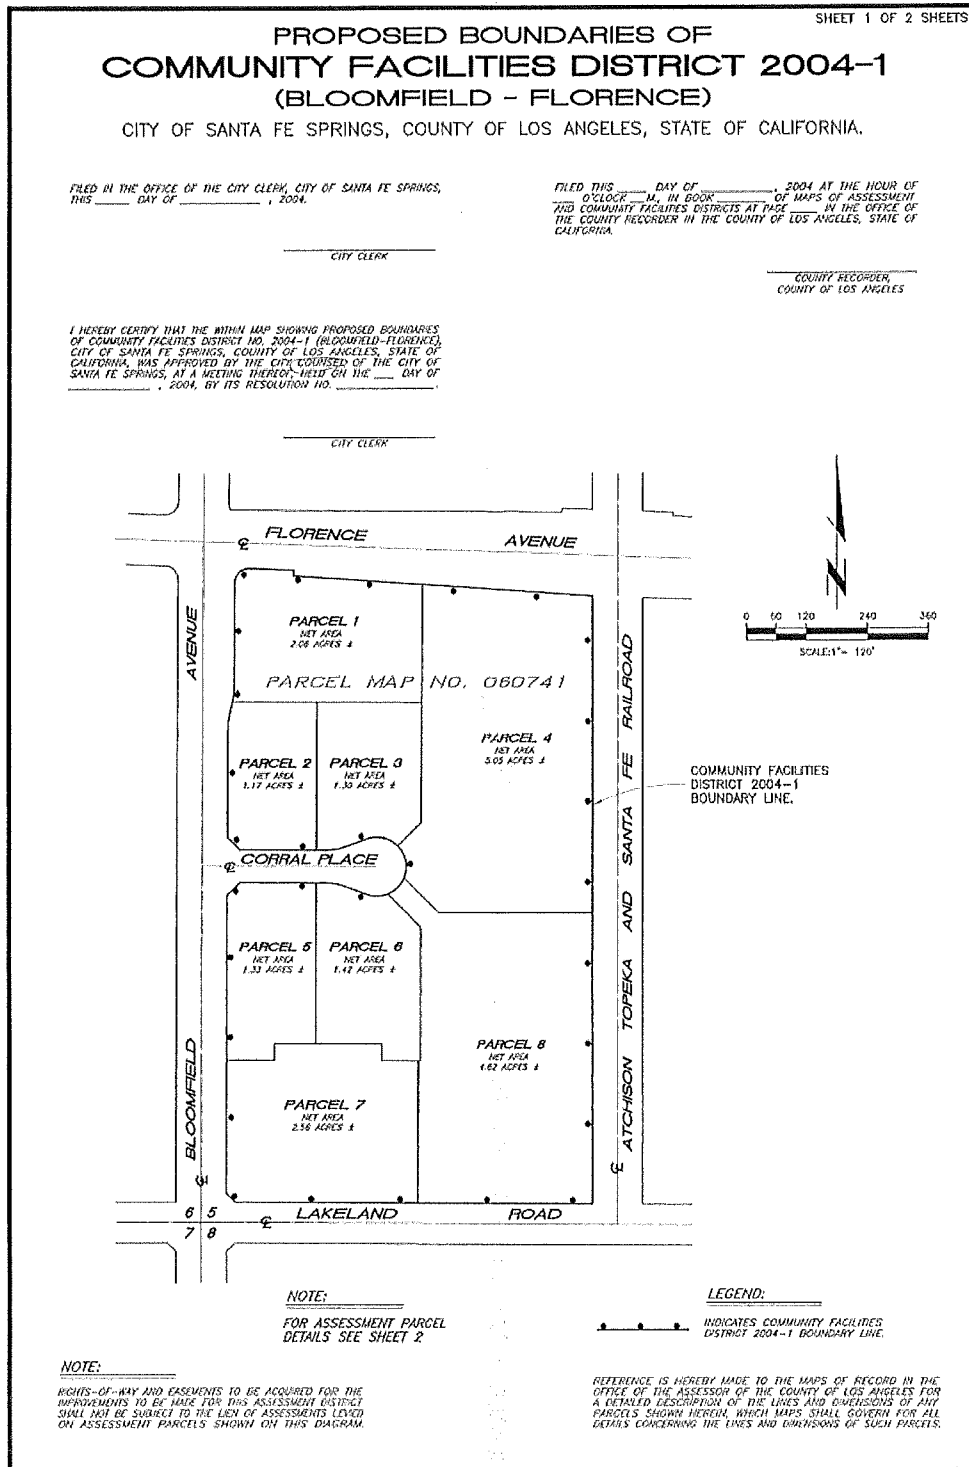 SHEET 1 OF 2 SHEETS
PROPOSED BOUNDARIES OF
COMMUNITY FACILITIES DISTRICT 2004-1
(BLOOMFIELD - FLORENCE)
CITY OF SANTA FE SPRINGS, COUNTY OF LOS ANGELES, STATE OF CALIFORNIA.
FILED IN THE OFFICE OF THE CITY CLERK, CITY OF SANTA FE SPRINGS,
THIS _____ DAY OF ____________ , 2004.
CITY CLERK
FILED THIS ____ DAY OF __________, 2004 AT THE HOUR OF
___ O'CLOCK __M., IN BOOK _______ OF MAPS OF ASSESSMENT
AND COMMUNITY FACILITIES DISTRICTS AT PAGE ____ IN THE OFFICE OF
THE COUNTY RECORDER IN THE COUNTY OF LOS ANGELES, STATE OF
CALIFORNIA.
COUNTY RECORDER,
COUNTY OF LOS ANGELES
I HEREBY CERTIFY THAT THE WITHIN MAP SHOWING PROPOSED BOUNDARIES
OF COMMUNITY FACILITIES DISTRICT NO. 2004-1 (BLOOMFIELD-FLORENCE),
CITY OF SANTA FE SPRINGS, COUNTY OF LOS ANGELES, STATE OF
CALIFORNIA, WAS APPROVED BY THE CITY OF THE CITY OF
SANTA FE SPRINGS, AT A MEETING THEREOF, HELD ON THE ___ DAY OF
____________ , 2004, BY ITS RESOLUTION NO. ____________.
CITY CLERK
FLORENCE AVENUE
BLOOMFIELD AVENUE
PARCEL 1
NET AREA
2.06 ACRES ±
PARCEL MAP NO. 060741
PARCEL 2
NET AREA
1.17 ACRES ±
PARCEL 3
NET AREA
1.30 ACRES ±
PARCEL 4
NET AREA
5.05 ACRES ±
0 60 120 240 360
SCALE:1"= 120'
N
COMMUNITY FACILITIES
DISTRICT 2004-1
BOUNDARY LINE.
ATCHISON TOPEKA AND SANTA FE RAILROAD
CORRAL PLACE
PARCEL 5
NET AREA
1.33 ACRES ±
PARCEL 6
NET AREA
1.42 ACRES ±
PARCEL 8
NET AREA
4.62 ACRES ±
PARCEL 7
NET AREA
2.56 ACRES ±
6 5
7 8
LAKELAND ROAD
NOTE:
FOR ASSESSMENT PARCEL
DETAILS SEE SHEET 2
LEGEND:
INDICATES COMMUNITY FACILITIES
DISTRICT 2004-1 BOUNDARY LINE.
NOTE:
RIGHTS-OF-WAY AND EASEMENTS TO BE ACQUIRED FOR THE
IMPROVEMENTS TO BE MADE FOR THIS ASSESSMENT DISTRICT
SHALL NOT BE SUBJECT TO THE LIEN OF ASSESSMENTS LEVIED
ON ASSESSMENT PARCELS SHOWN ON THIS DIAGRAM.
REFERENCE IS HEREBY MADE TO THE MAPS OF RECORD IN THE
OFFICE OF THE ASSESSOR OF THE COUNTY OF LOS ANGELES FOR
A DETAILED DESCRIPTION OF THE LINES AND DIMENSIONS OF ANY
PARCELS SHOWN HEREIN, WHICH MAPS SHALL GOVERN FOR ALL
DETAILS CONCERNING THE LINES AND DIMENSIONS OF SUCH PARCELS.